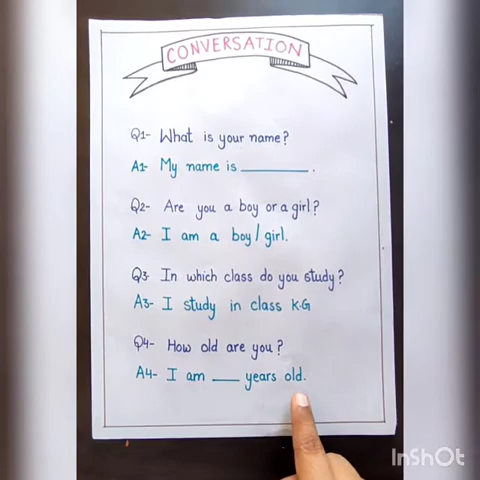 CONVERSATION
Q1- What is your name?
A1- My name is ________.
Q2- Are you a boy or a girl?
A2- I am a boy/girl.
Q3- In which class do you study?
A3- I study in class K.G
Q4- How old are you?
A4- I am ___ years old.
InShOt